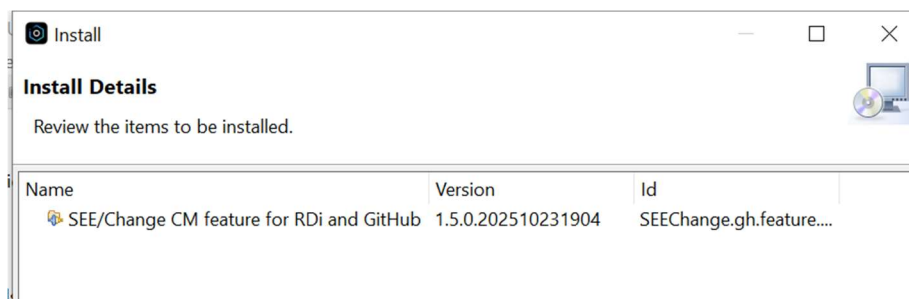 Install
Install Details
Review the items to be installed.
Name Version Id
SEE/Change CM feature for RDi and GitHub 1.5.0.202510231904 SEEChange.gh.feature....